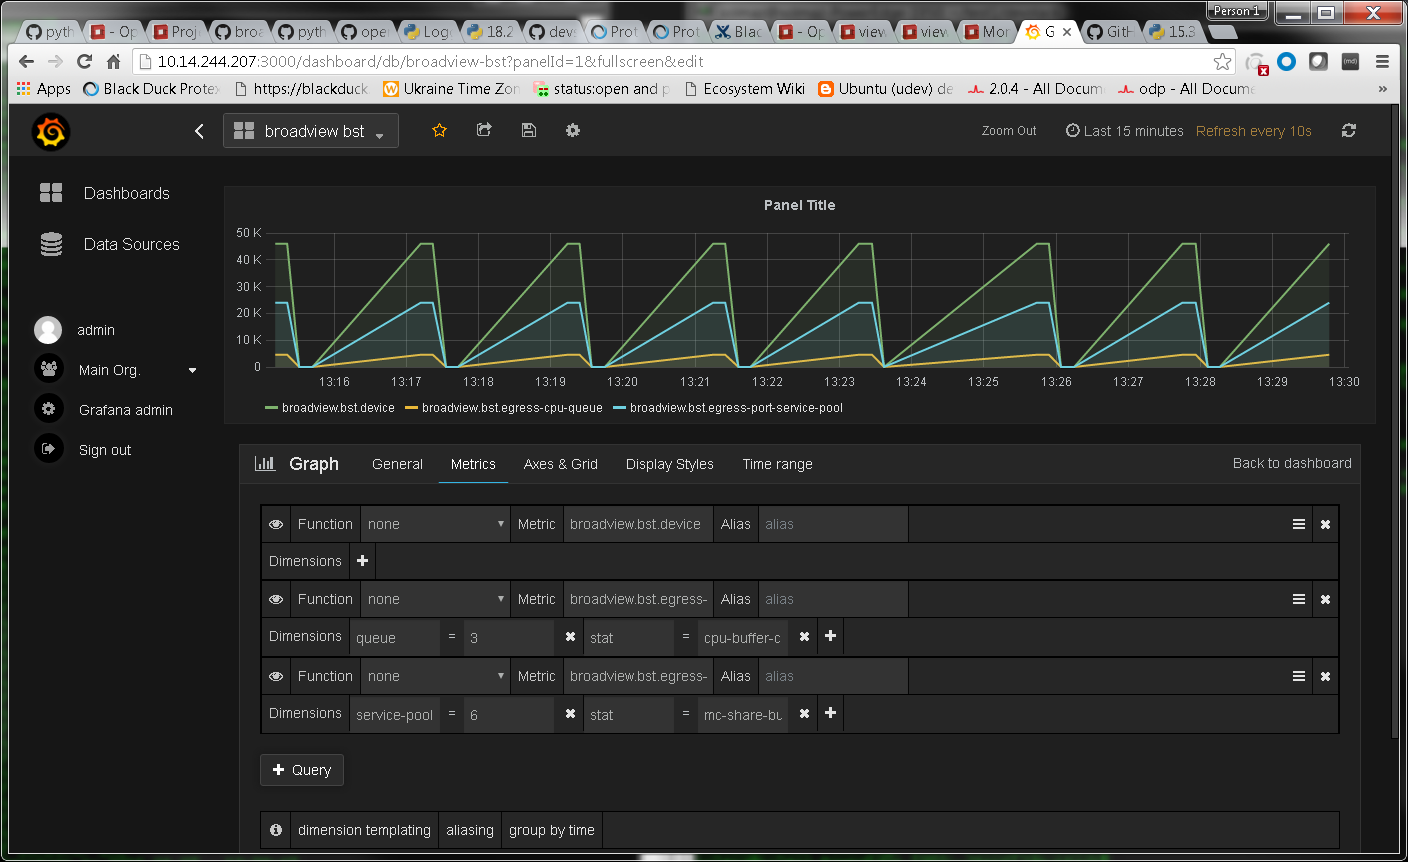 Person 1
pyth
- Op
Proje
broa
pyth
ope
Logg
18.2
devs
Prot
Prot
Blac
- Op
view
view
Mon
G
GitH
15.3
10.14.244.207:3000/dashboard/db/broadview-bst?panelId=1&fullscreen&edit
Apps
Black Duck Protex
https://blackduck
Ukraine Time Zon
status:open and p
Ecosystem Wiki
Ubuntu (udev) de
2.0.4 - All Docum
odp - All Docume
»
broadview bst
Zoom Out
Last 15 minutes
Refresh every 10s
Dashboards
Data Sources
admin
Main Org.
Grafana admin
Sign out
Panel Title
50 K
40 K
30 K
20 K
10 K
0
13:16 13:17 13:18 13:19 13:20 13:21 13:22 13:23 13:24 13:25 13:26 13:27 13:28 13:29 13:30
broadview.bst.device broadview.bst.egress-cpu-queue broadview.bst.egress-port-service-pool
Graph General Metrics Axes & Grid Display Styles Time range Back to dashboard
Function none Metric broadview.bst.device Alias alias
Dimensions
Function none Metric broadview.bst.egress- Alias alias
Dimensions queue = 3 stat = cpu-buffer-c
Function none Metric broadview.bst.egress- Alias alias
Dimensions service-pool = 6 stat = mc-share-bu
+ Query
dimension templating aliasing group by time